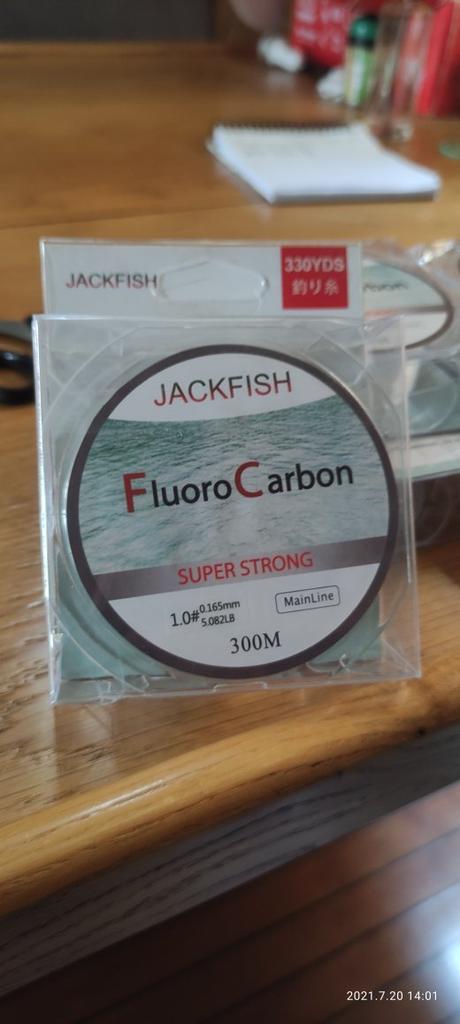 JACKFISH
330YDS
釣り糸
JACKFISH
FluoroCarbon
SUPER STRONG
1.0# 0.165mm
5.082LB
MainLine
300M
2021.7.20 14:01